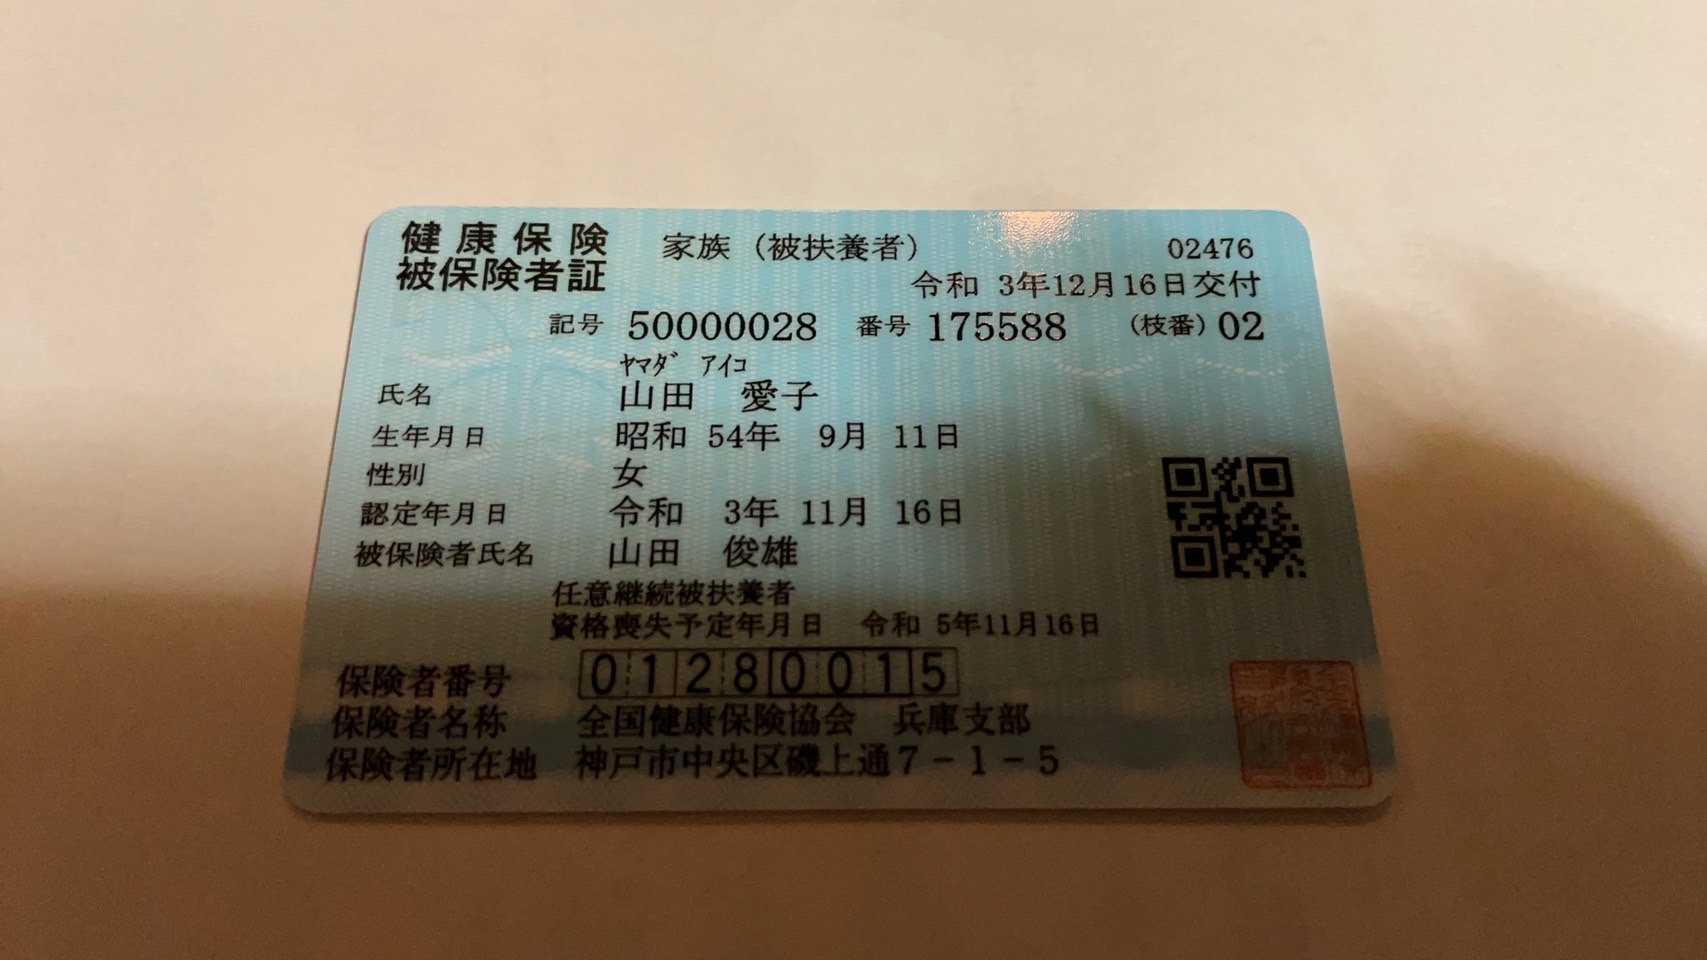 健康保険 家族（被扶養者） 02476
被保険者証 令和 3年12月16日交付
記号 50000028 番号 175588 （枝番）02
ﾔﾏﾀﾞ ｱｲｺ
氏名 山田 愛子
生年月日 昭和 54年 9月 11日
性別 女
認定年月日 令和 3年 11月 16日
被保険者氏名 山田 俊雄
任意継続被扶養者
資格喪失予定年月日 令和 5年11月16日
保険者番号 01280015
保険者名称 全国健康保険協会 兵庫支部
保険者所在地 神戸市中央区磯上通７－１－５